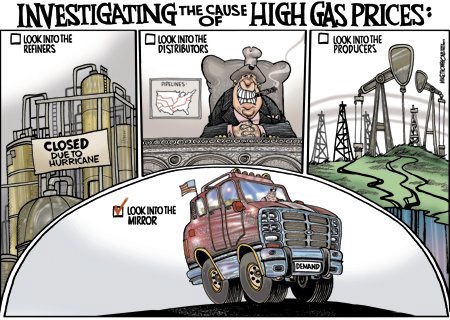 INVESTIGATING THE CAUSE OF HIGH GAS PRICES:
LOOK INTO THE
REFINERS
LOOK INTO THE
DISTRIBUTORS
LOOK INTO THE
PRODUCERS
PIPELINES
CLOSED
DUE TO
HURRICANE
LOOK INTO THE
MIRROR
DEMAND